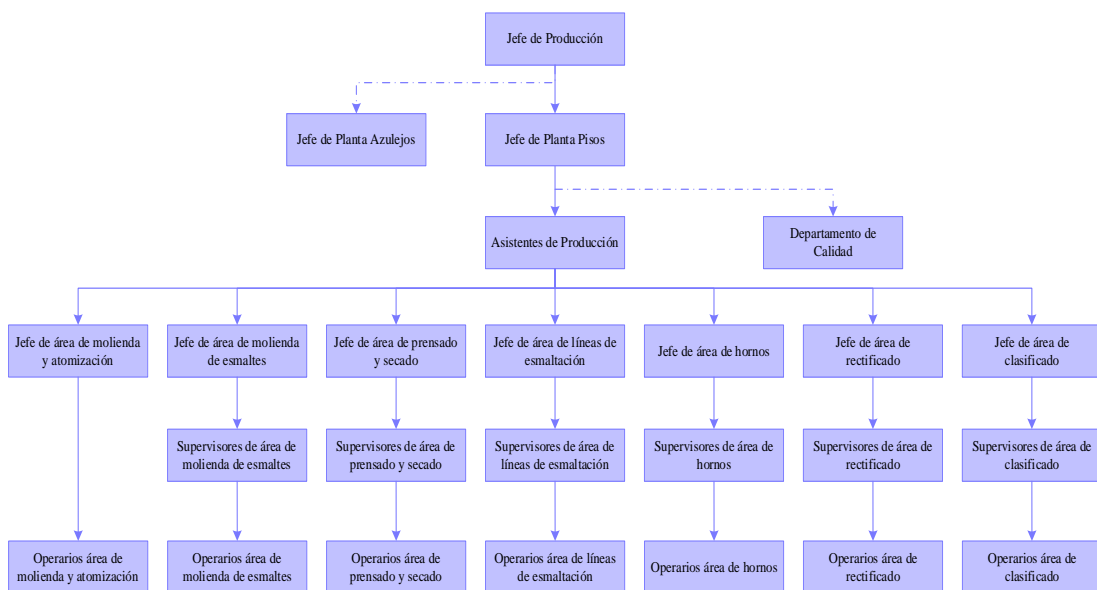 Jefe de Producción
Jefe de Planta Azulejos
Jefe de Planta Pisos
Asistentes de Producción
Departamento de
Calidad
Jefe de área de molienda
y atomización
Jefe de área de molienda
de esmaltes
Jefe de área de prensado
y secado
Jefe de área de líneas de
esmaltación
Jefe de área de hornos
Jefe de área de
rectificado
Jefe de área de
clasificado
Supervisores de área de
molienda de esmaltes
Supervisores de área de
prensado y secado
Supervisores de área de
líneas de esmaltación
Supervisores de área de
hornos
Supervisores de área de
rectificado
Supervisores de área de
clasificado
Operarios área de
molienda y atomización
Operarios área de
molienda de esmaltes
Operarios área de
prensado y secado
Operarios área de líneas
de esmaltación
Operarios área de hornos
Operarios área de
rectificado
Operarios área de
clasificado